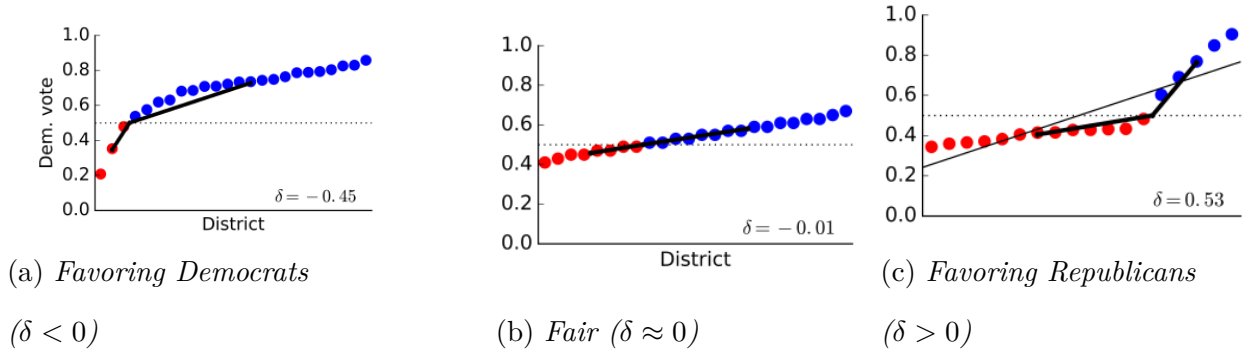 1.0
0.8
0.6
0.4
0.2
0.0
Dem. vote
District
δ = −0.45
(a) Favoring Democrats
(δ < 0)
1.0
0.8
0.6
0.4
0.2
0.0
District
δ = −0.01
(b) Fair (δ ≈ 0)
1.0
0.8
0.6
0.4
0.2
0.0
δ = 0.53
(c) Favoring Republicans
(δ > 0)